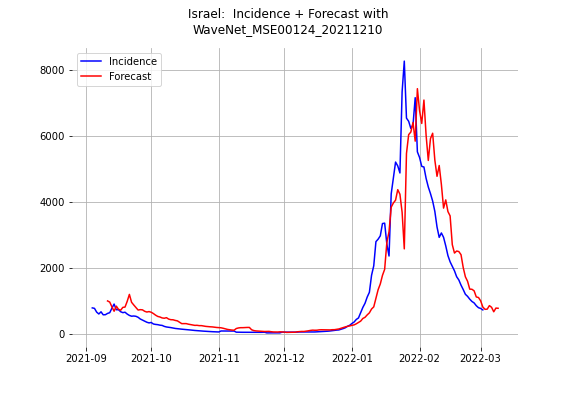 Israel:  Incidence + Forecast with
WaveNet_MSE00124_20211210
Incidence
Forecast
8000
6000
4000
2000
0
2021-09 2021-10 2021-11 2021-12 2022-01 2022-02 2022-03